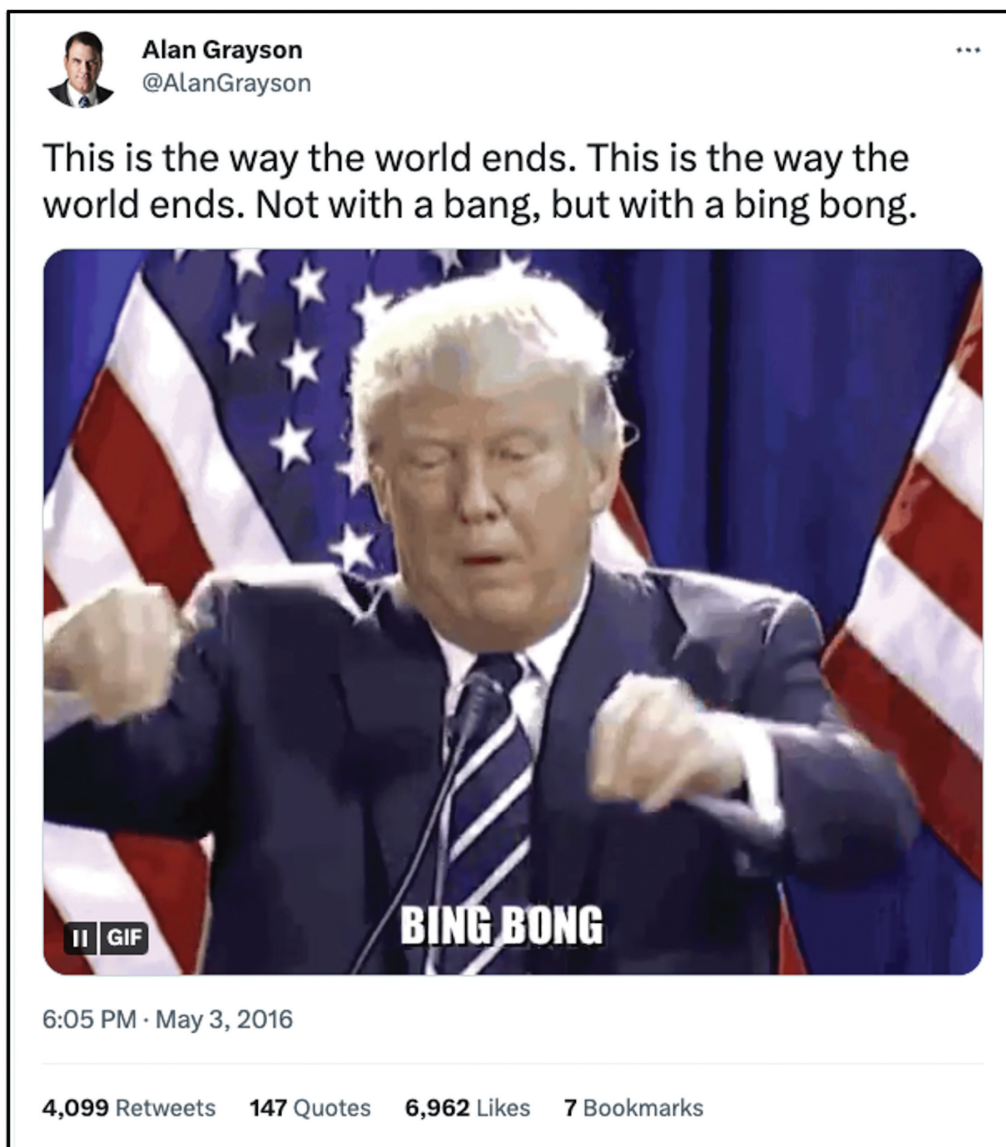 Alan Grayson
@AlanGrayson
This is the way the world ends. This is the way the
world ends. Not with a bang, but with a bing bong.
BING BONG
GIF
6:05 PM · May 3, 2016
4,099 Retweets 147 Quotes 6,962 Likes 7 Bookmarks